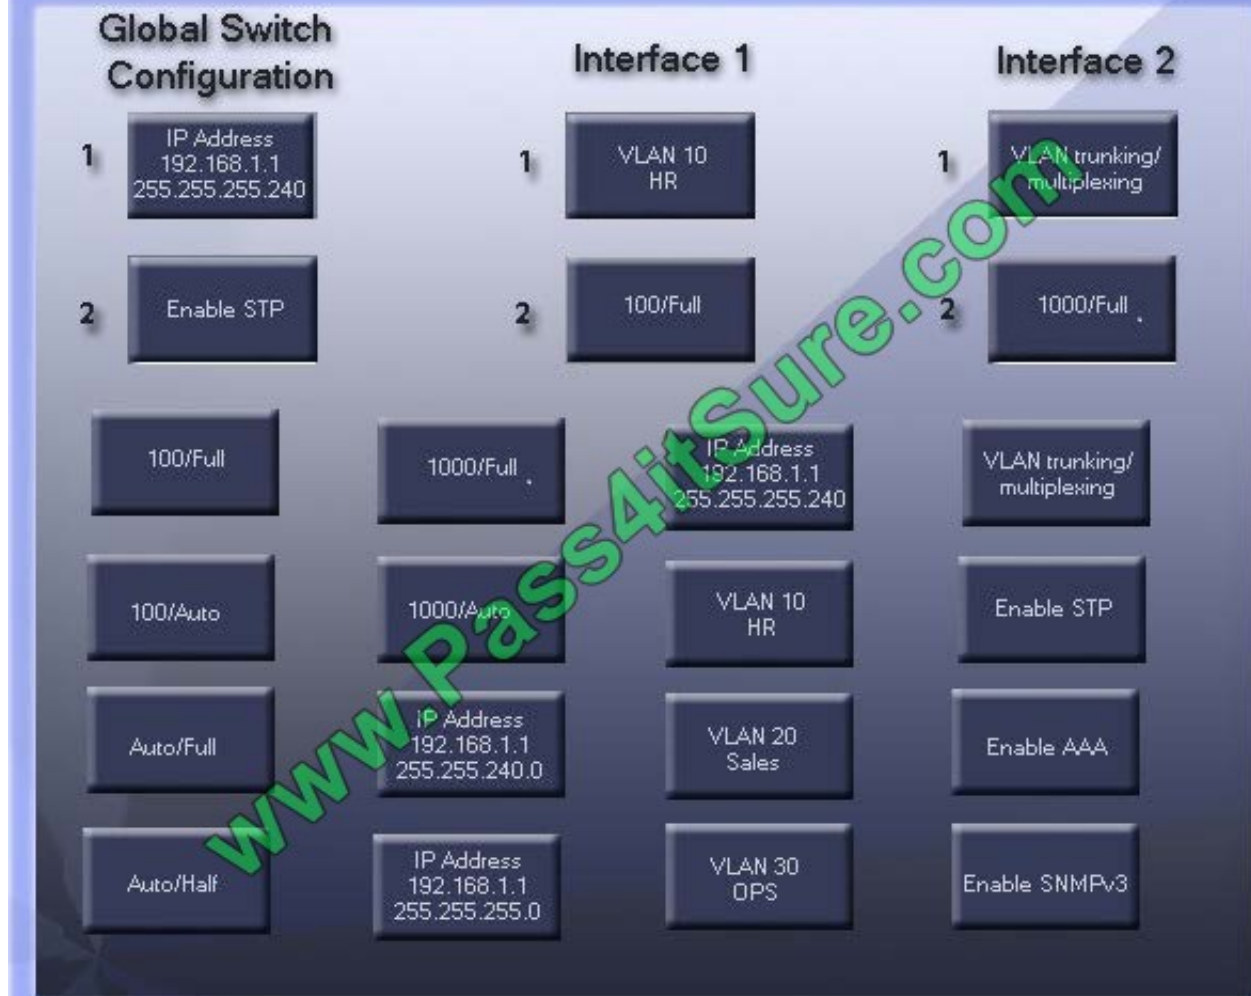 Global Switch
Configuration
Interface 1
Interface 2
1
IP Address
192.168.1.1
255.255.255.240
1
VLAN 10
HR
1
VLAN trunking/
multiplexing
2
Enable STP
2
100/Full
2
1000/Full .
100/Full
1000/Full .
IP Address
192.168.1.1
255.255.255.240
VLAN trunking/
multiplexing
100/Auto
1000/Auto
VLAN 10
HR
Enable STP
Auto/Full
IP Address
192.168.1.1
255.255.240.0
VLAN 20
Sales
Enable AAA
Auto/Half
IP Address
192.168.1.1
255.255.255.0
VLAN 30
OPS
Enable SNMPv3
www.Pass4itSure.com